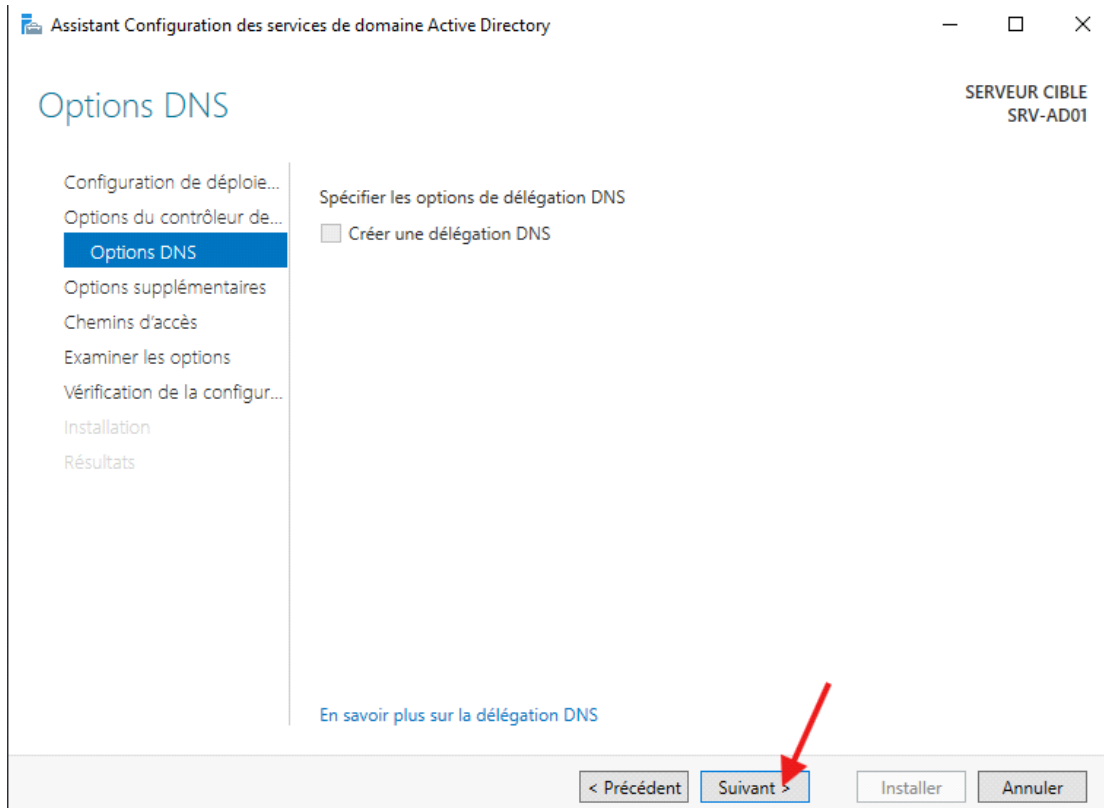 Assistant Configuration des services de domaine Active Directory
Options DNS
SERVEUR CIBLE
SRV-AD01
Configuration de déploie...
Options du contrôleur de...
Options DNS
Options supplémentaires
Chemins d'accès
Examiner les options
Vérification de la configur...
Installation
Résultats
Spécifier les options de délégation DNS
Créer une délégation DNS
En savoir plus sur la délégation DNS
< Précédent
Suivant >
Installer
Annuler